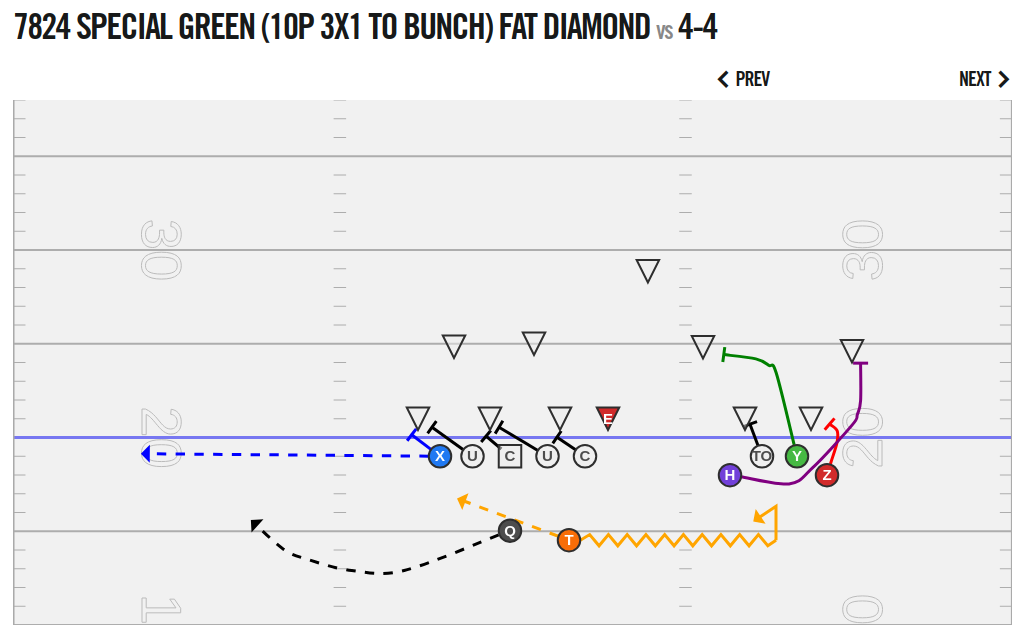 7824 SPECIAL GREEN (10P 3X1 TO BUNCH) FAT DIAMOND vs 4-4
PREV NEXT
30 30
E
20 20
X U C U C TO Y
H Z
Q T
1 0